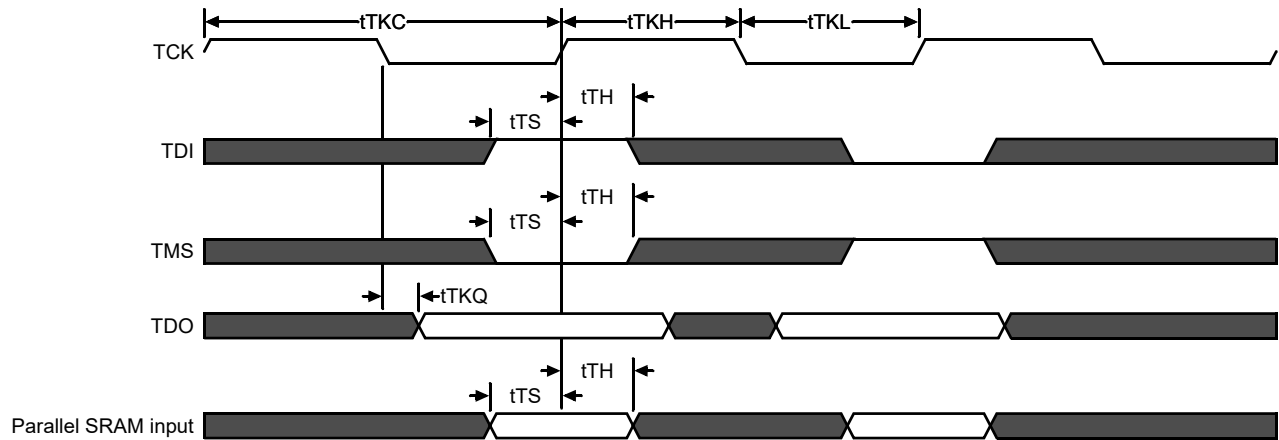 tTKC
tTKH
tTKL
TCK
tTH
tTS
TDI
tTH
tTS
TMS
tTKQ
TDO
tTH
tTS
Parallel SRAM input